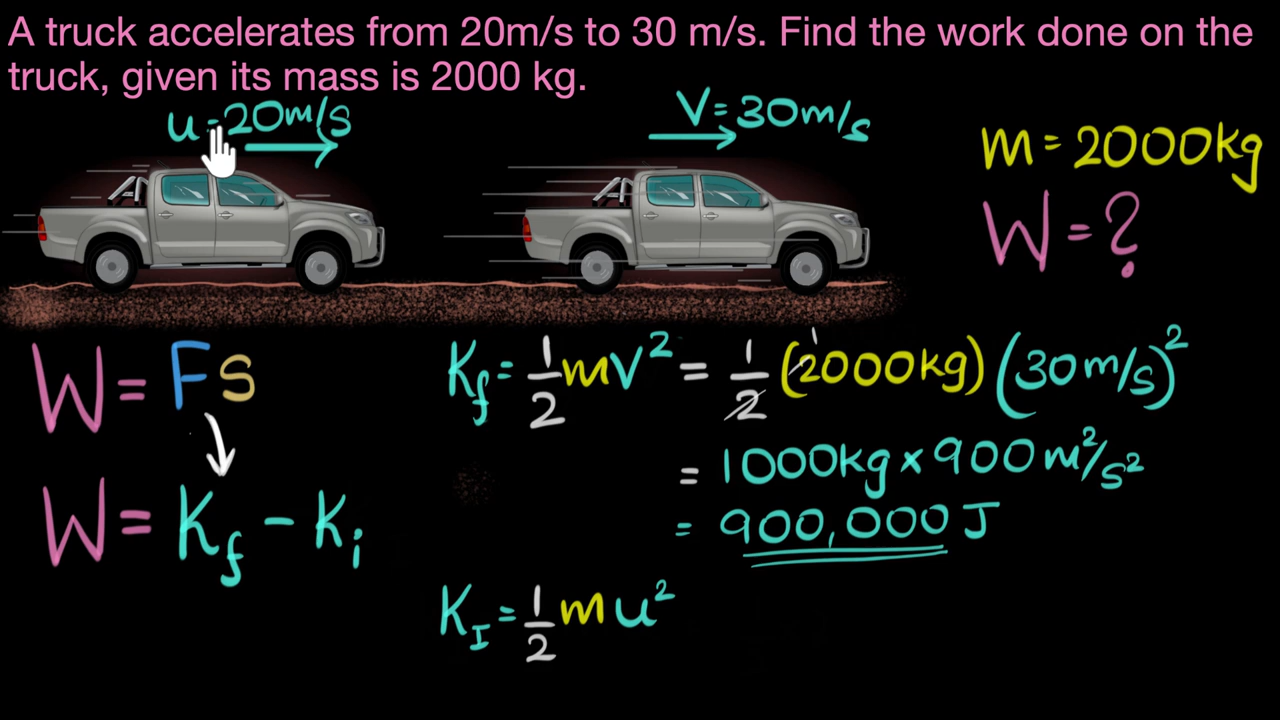 A truck accelerates from 20m/s to 30 m/s. Find the work done on the
truck, given its mass is 2000 kg.
u=20m/s
V=30m/s
m=2000kg
W=?
W=Fs
W=Kf-Ki
Kf=1/2mv²=1/2(2000kg)(30m/s)²
=1000kg×900m²/s²
=900,000J
KI=1/2mu²